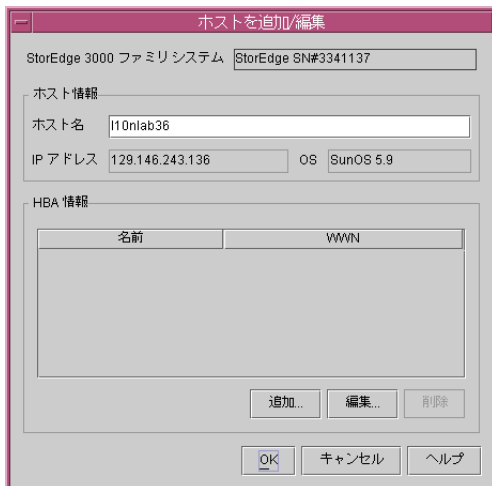 ホストを追加/編集
StorEdge 3000 ファミリ システム StorEdge SN#3341137
ホスト情報
ホスト名 l10nlab36
IP アドレス 129.146.243.136 OS SunOS 5.9
HBA 情報
名前 WWN
追加... 編集... 削除
OK キャンセル ヘルプ